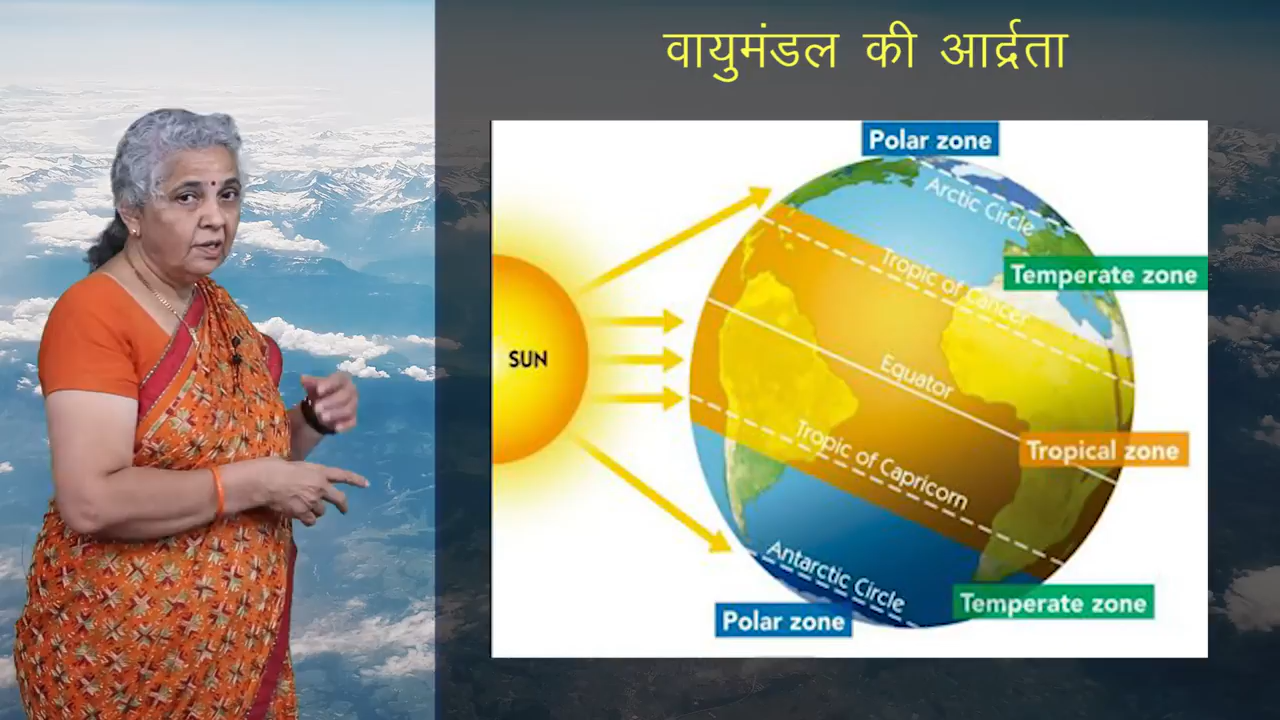 वायुमंडल की आर्द्रता
Polar zone
Arctic Circle
Temperate zone
Tropic of Cancer
SUN
Equator
Tropical zone
Tropic of Capricorn
Antarctic Circle
Temperate zone
Polar zone